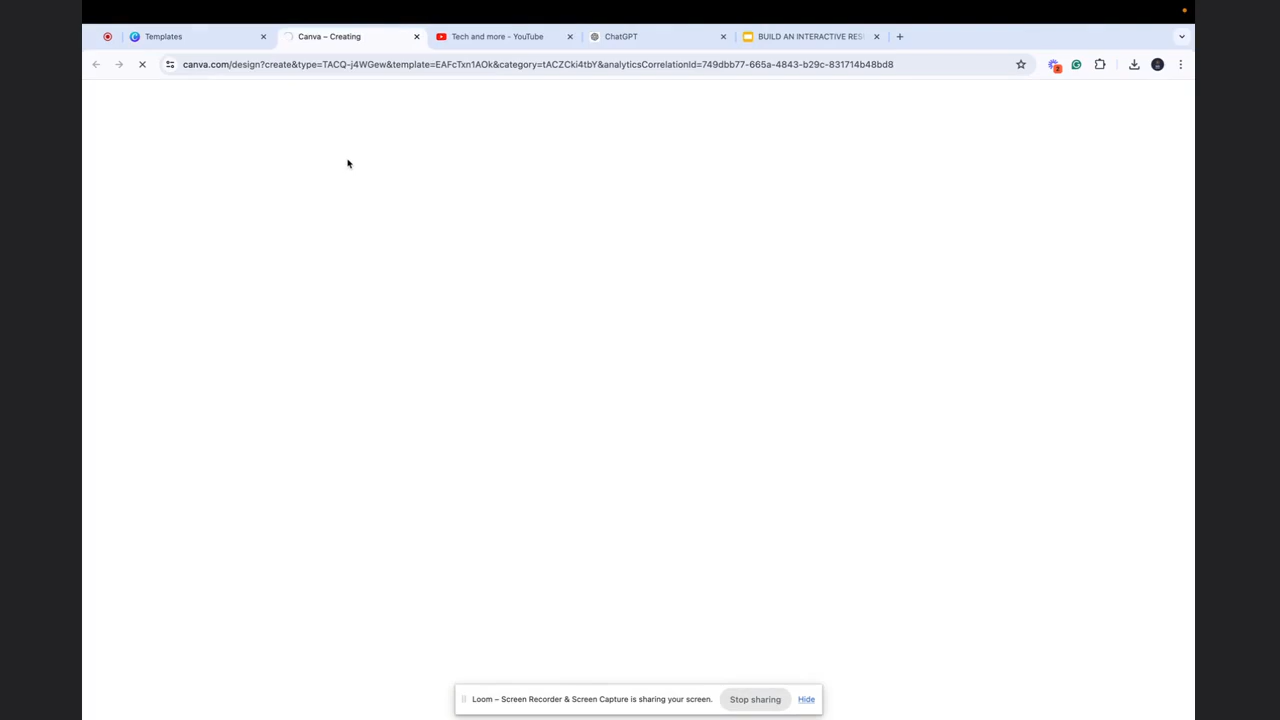 Templates
Canva – Creating
Tech and more - YouTube
ChatGPT
BUILD AN INTERACTIVE RES
canva.com/design?create&type=TACQ-j4WGew&template=EAFcTxn1AOk&category=tACZCki4tbY&analyticsCorrelationId=749dbb77-665a-4843-b29c-831714b48bd8
3
Loom – Screen Recorder & Screen Capture is sharing your screen.
Stop sharing
Hide